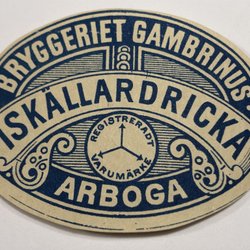 BRYGGERIET GAMBRINUS
ISKÄLLARDRICKA
REGISTRERADT
VARUMÄRKE
ARBOGA